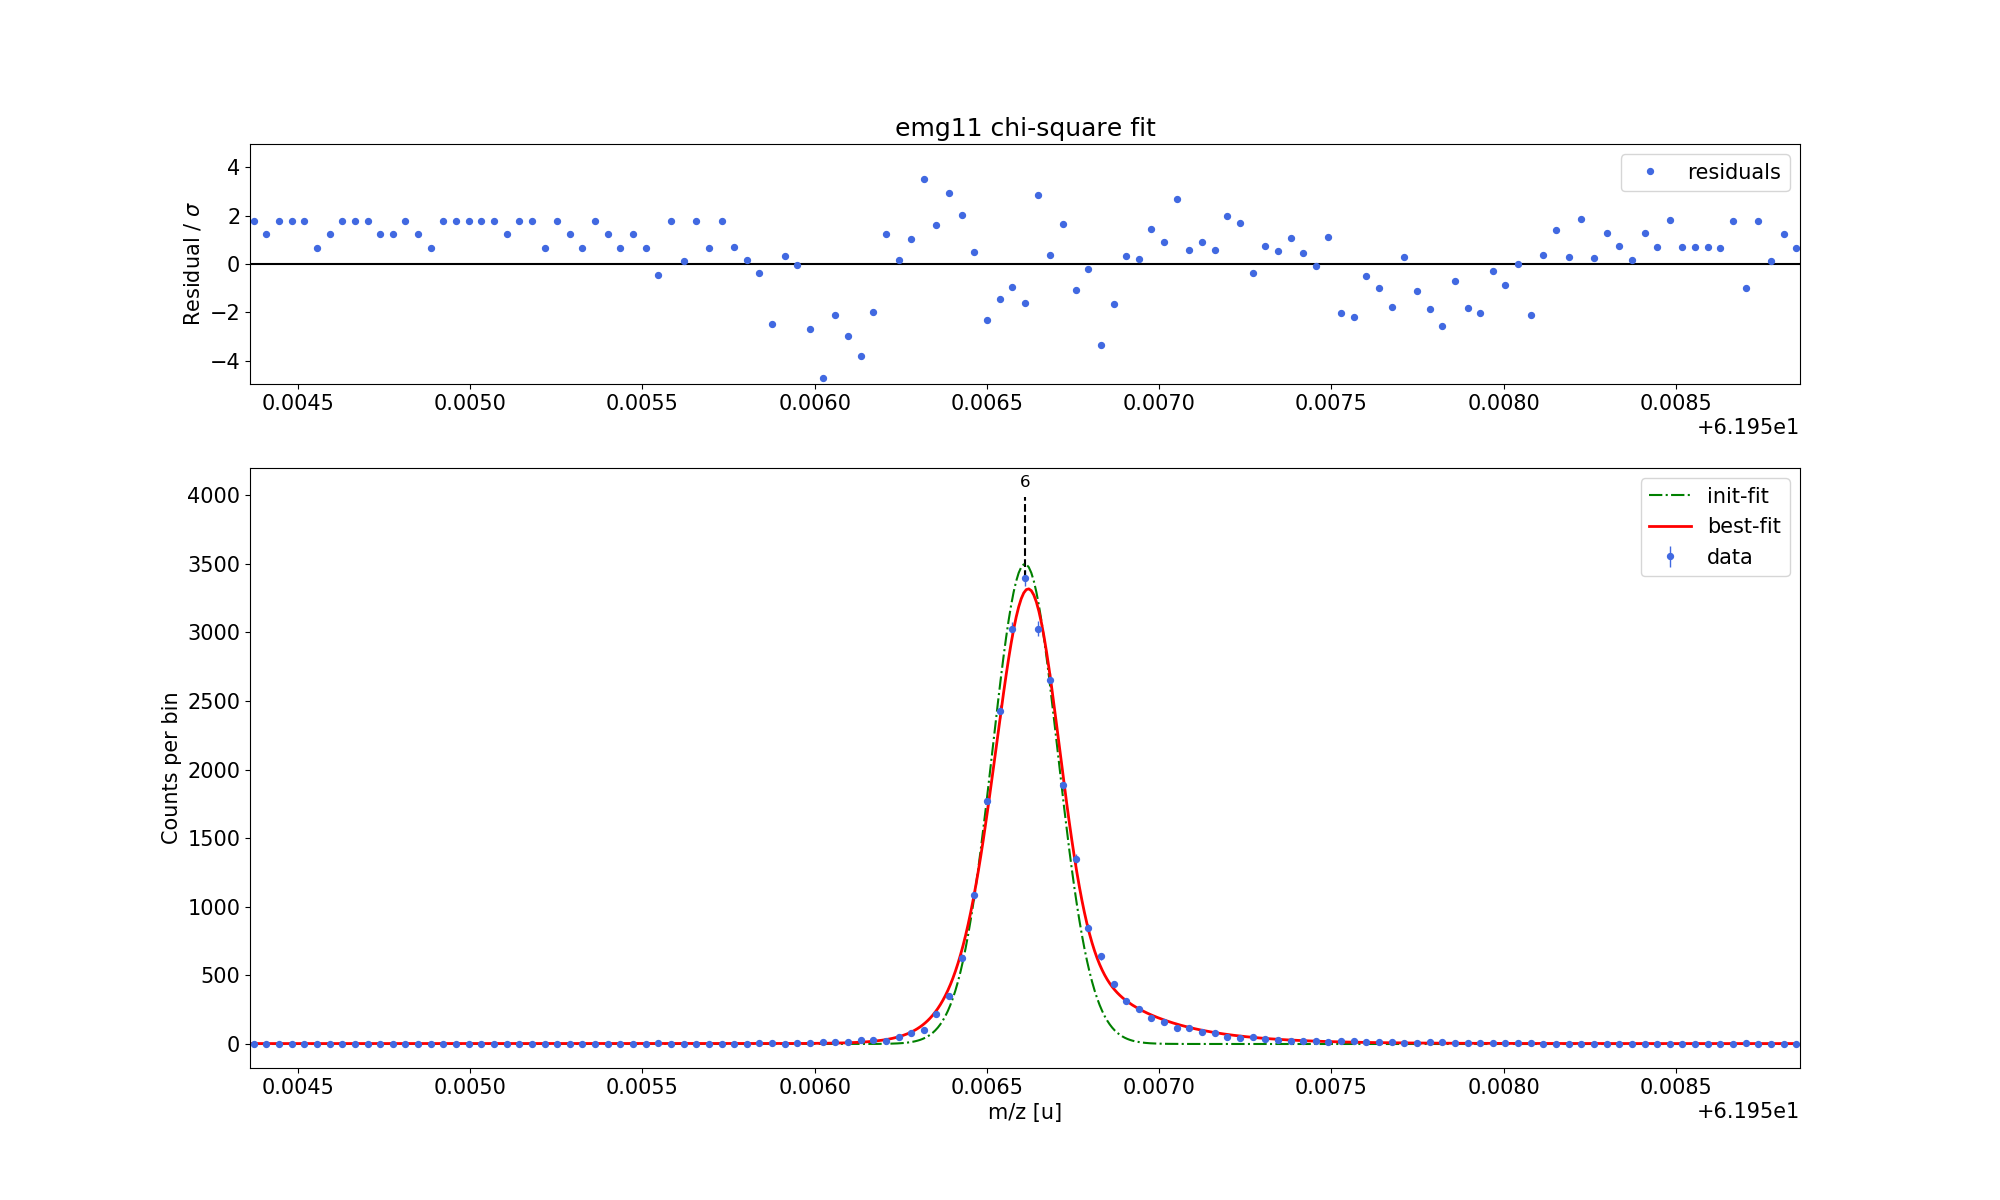 emg11 chi-square fit
4
2
0
−2
−4
Residual / σ
residuals
0.0045 0.0050 0.0055 0.0060 0.0065 0.0070 0.0075 0.0080 0.0085
+6.195e1
6
4000
3500
3000
2500
2000
1500
1000
500
0
Counts per bin
init-fit
best-fit
data
0.0045 0.0050 0.0055 0.0060 0.0065 0.0070 0.0075 0.0080 0.0085
m/z [u]
+6.195e1